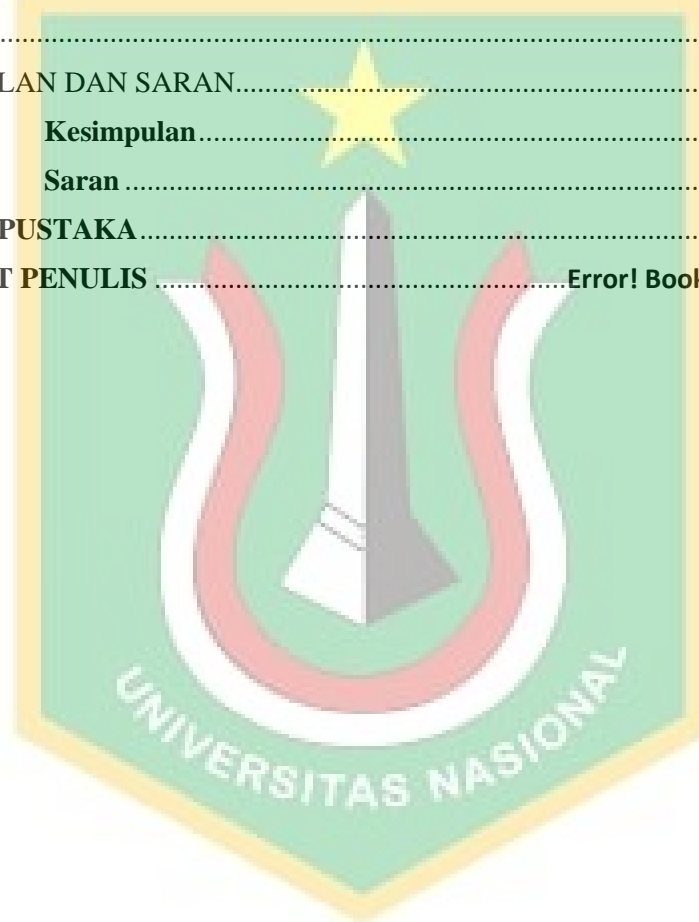 ........................................................................................
LAN DAN SARAN..............................................................
Kesimpulan...................................................................
Saran.............................................................................
PUSTAKA...........................................................................
T PENULIS.......................................................Error! Book
UNIVERSITAS NASIONAL